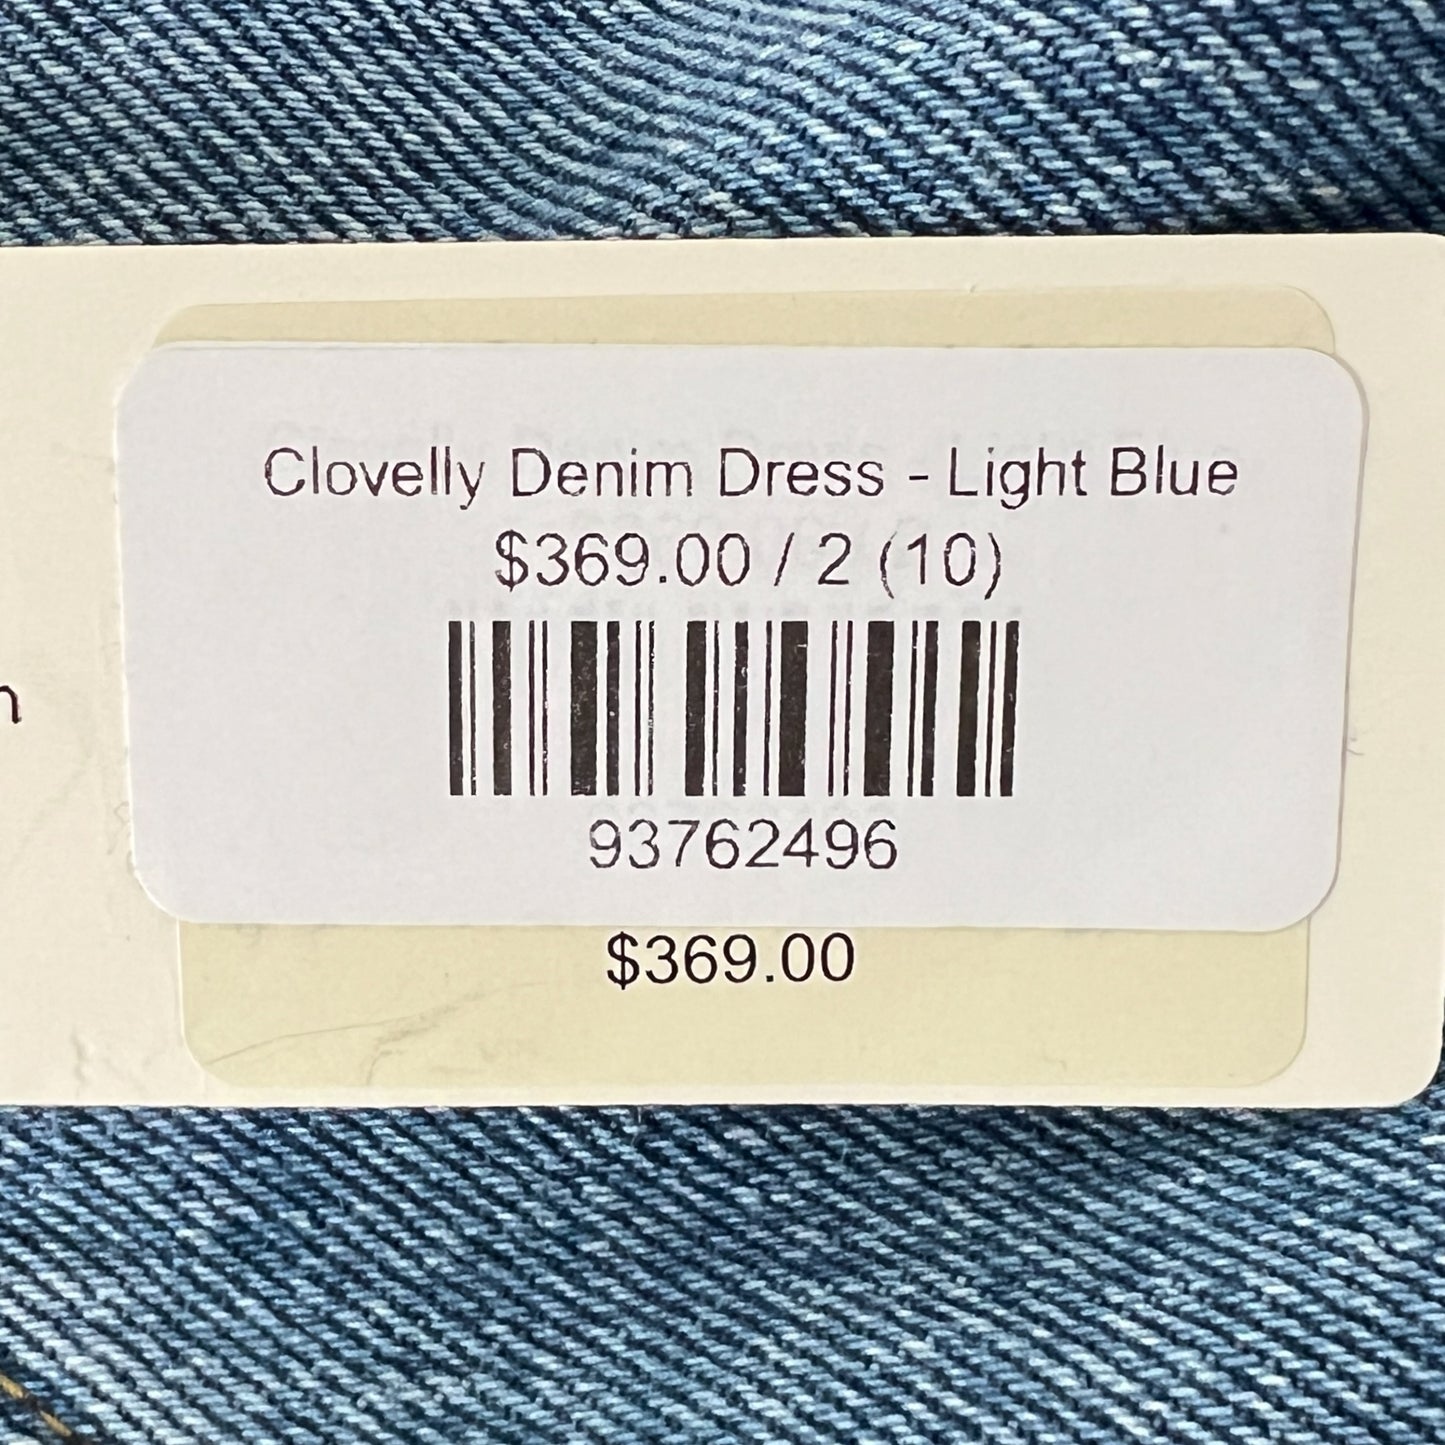 Clovelly Denim Dress - Light Blue
$369.00 / 2 (10)
93762496
$369.00